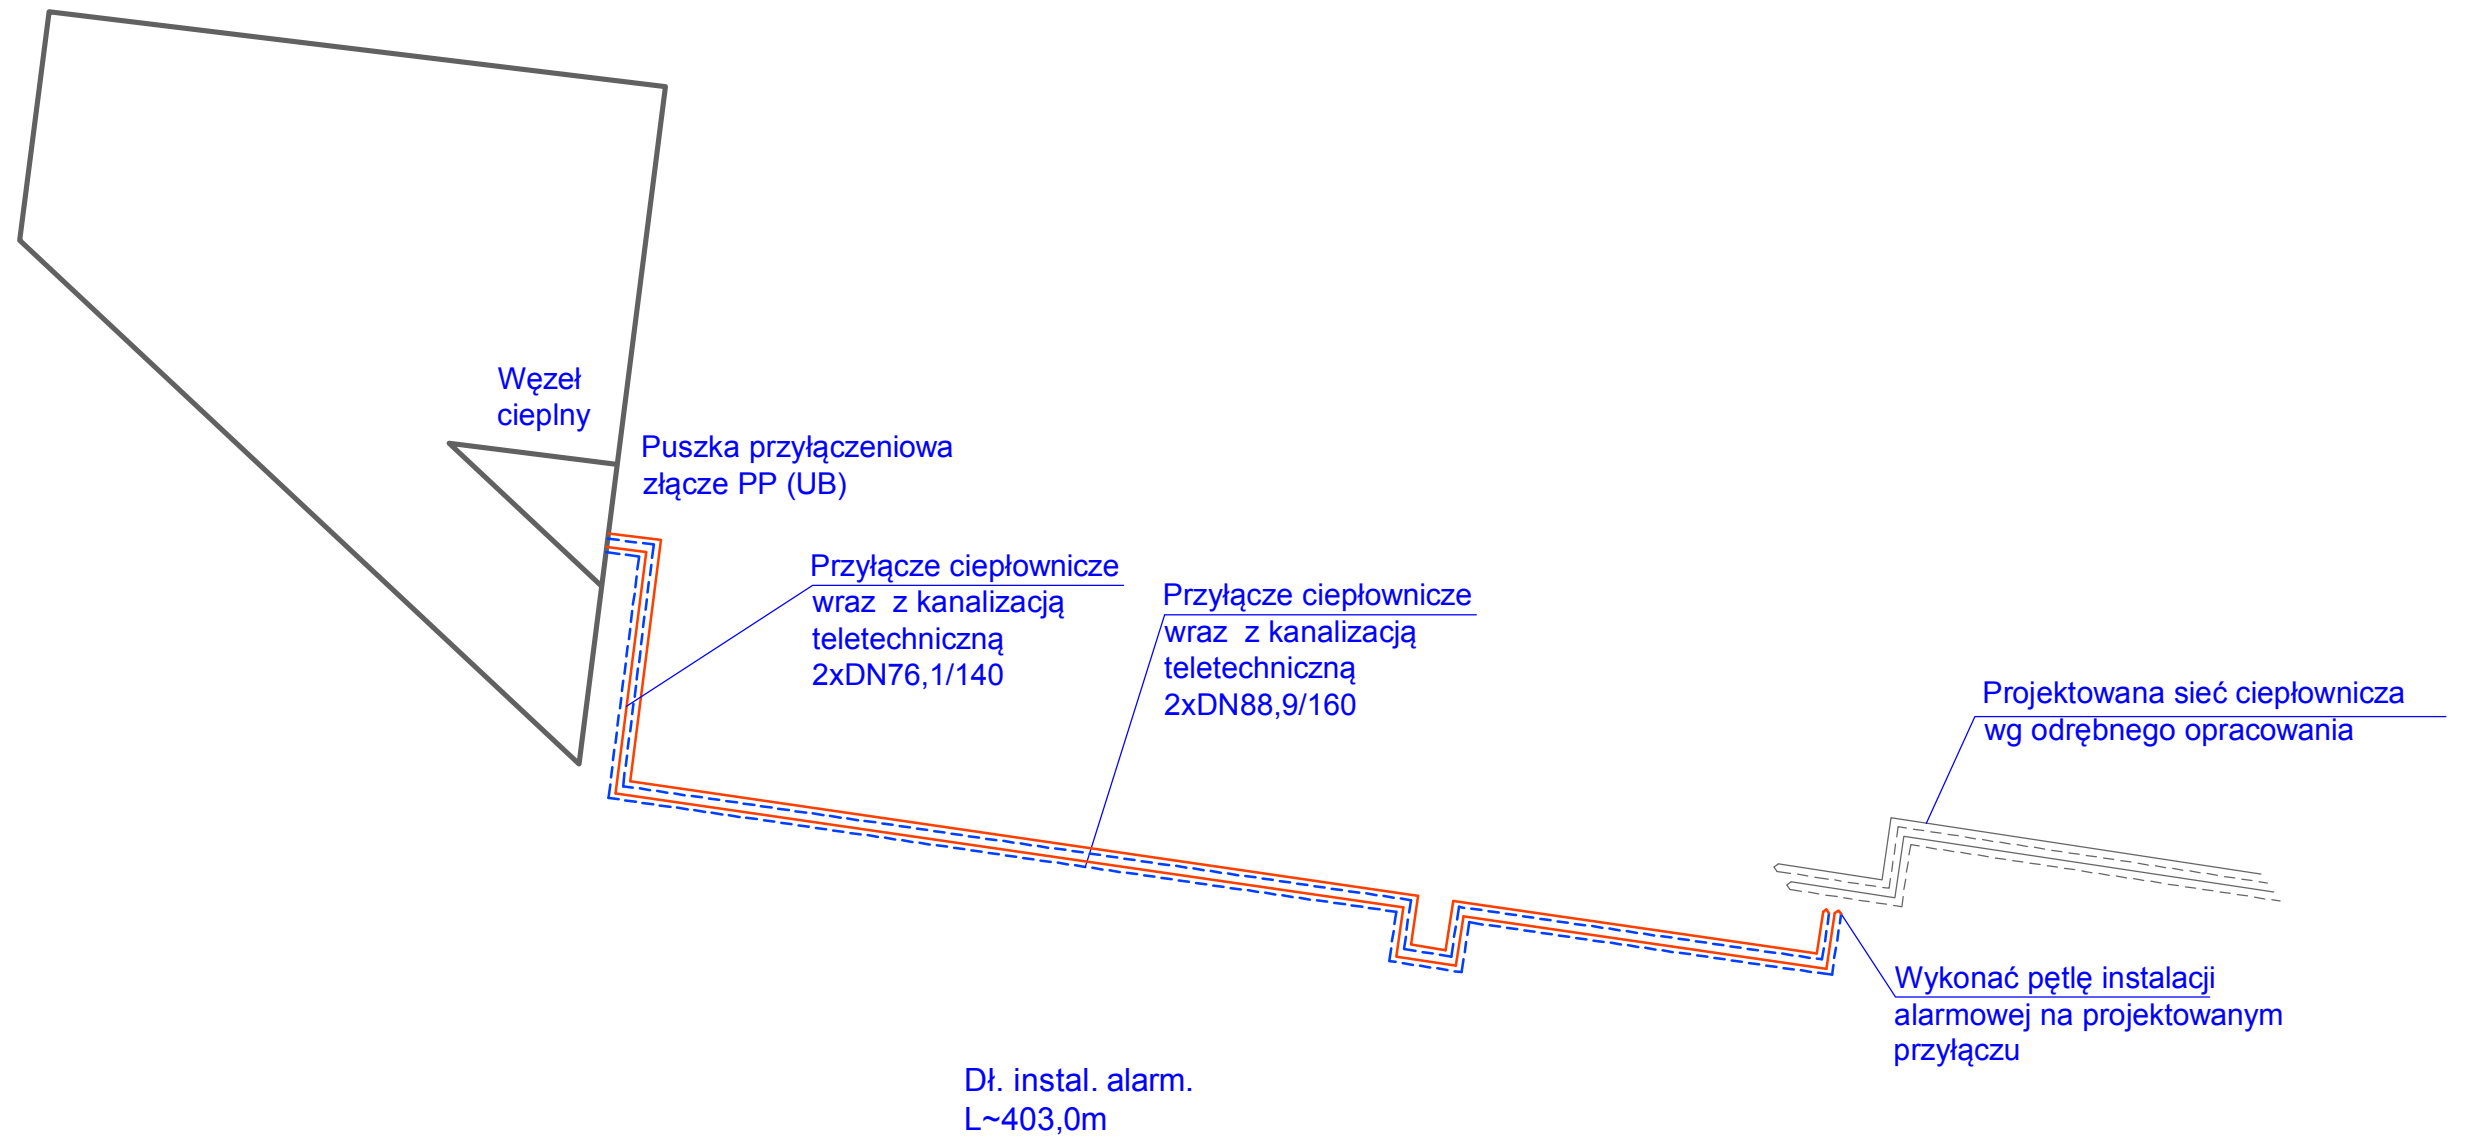 Węzeł
cieplny
Puszka przyłączeniowa
złącze PP (UB)
Przyłącze ciepłownicze
wraz  z kanalizacją
teletechniczną
2xDN76,1/140
Przyłącze ciepłownicze
wraz  z kanalizacją
teletechniczną
2xDN88,9/160
Projektowana sieć ciepłownicza
wg odrębnego opracowania
Wykonać pętlę instalacji
alarmowej na projektowanym
przyłączu
Dł. instal. alarm.
L~403,0m